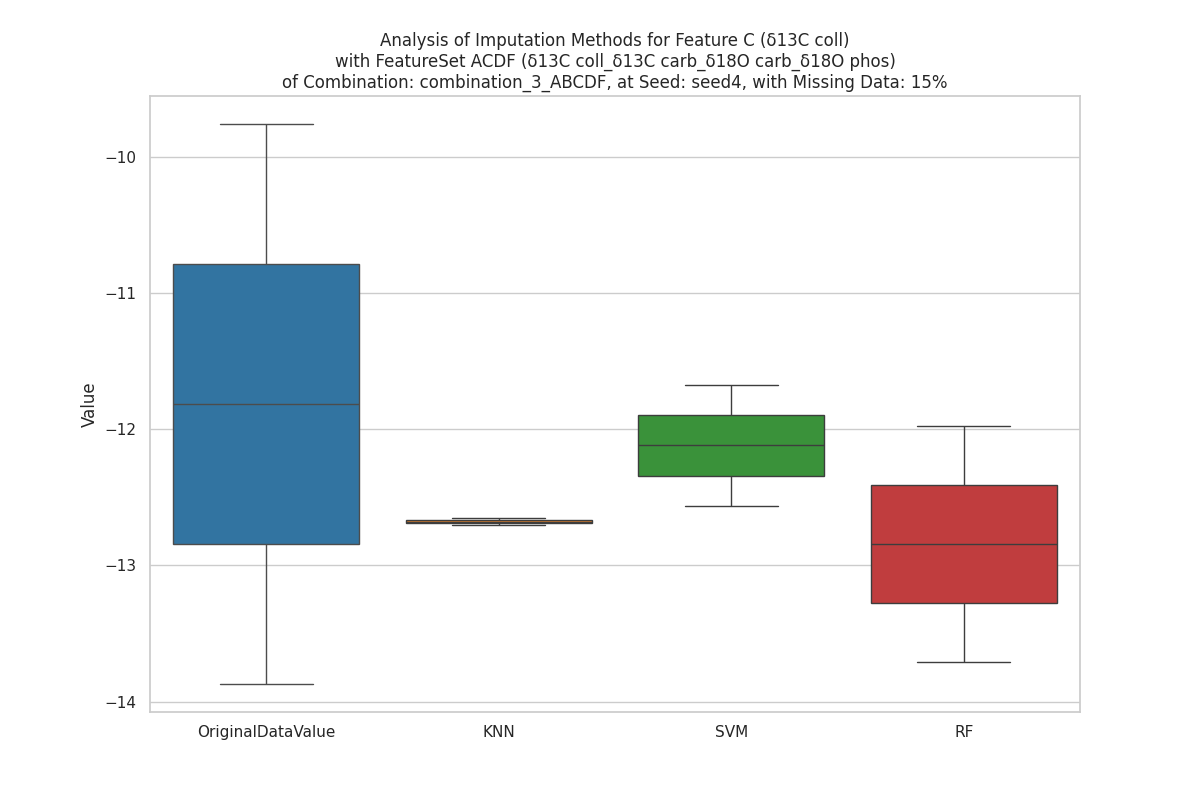 Analysis of Imputation Methods for Feature C (δ13C coll)
with FeatureSet ACDF (δ13C coll_δ13C carb_δ18O carb_δ18O phos)
of Combination: combination_3_ABCDF, at Seed: seed4, with Missing Data: 15%
Value
−10
−11
−12
−13
−14
OriginalDataValue
KNN
SVM
RF